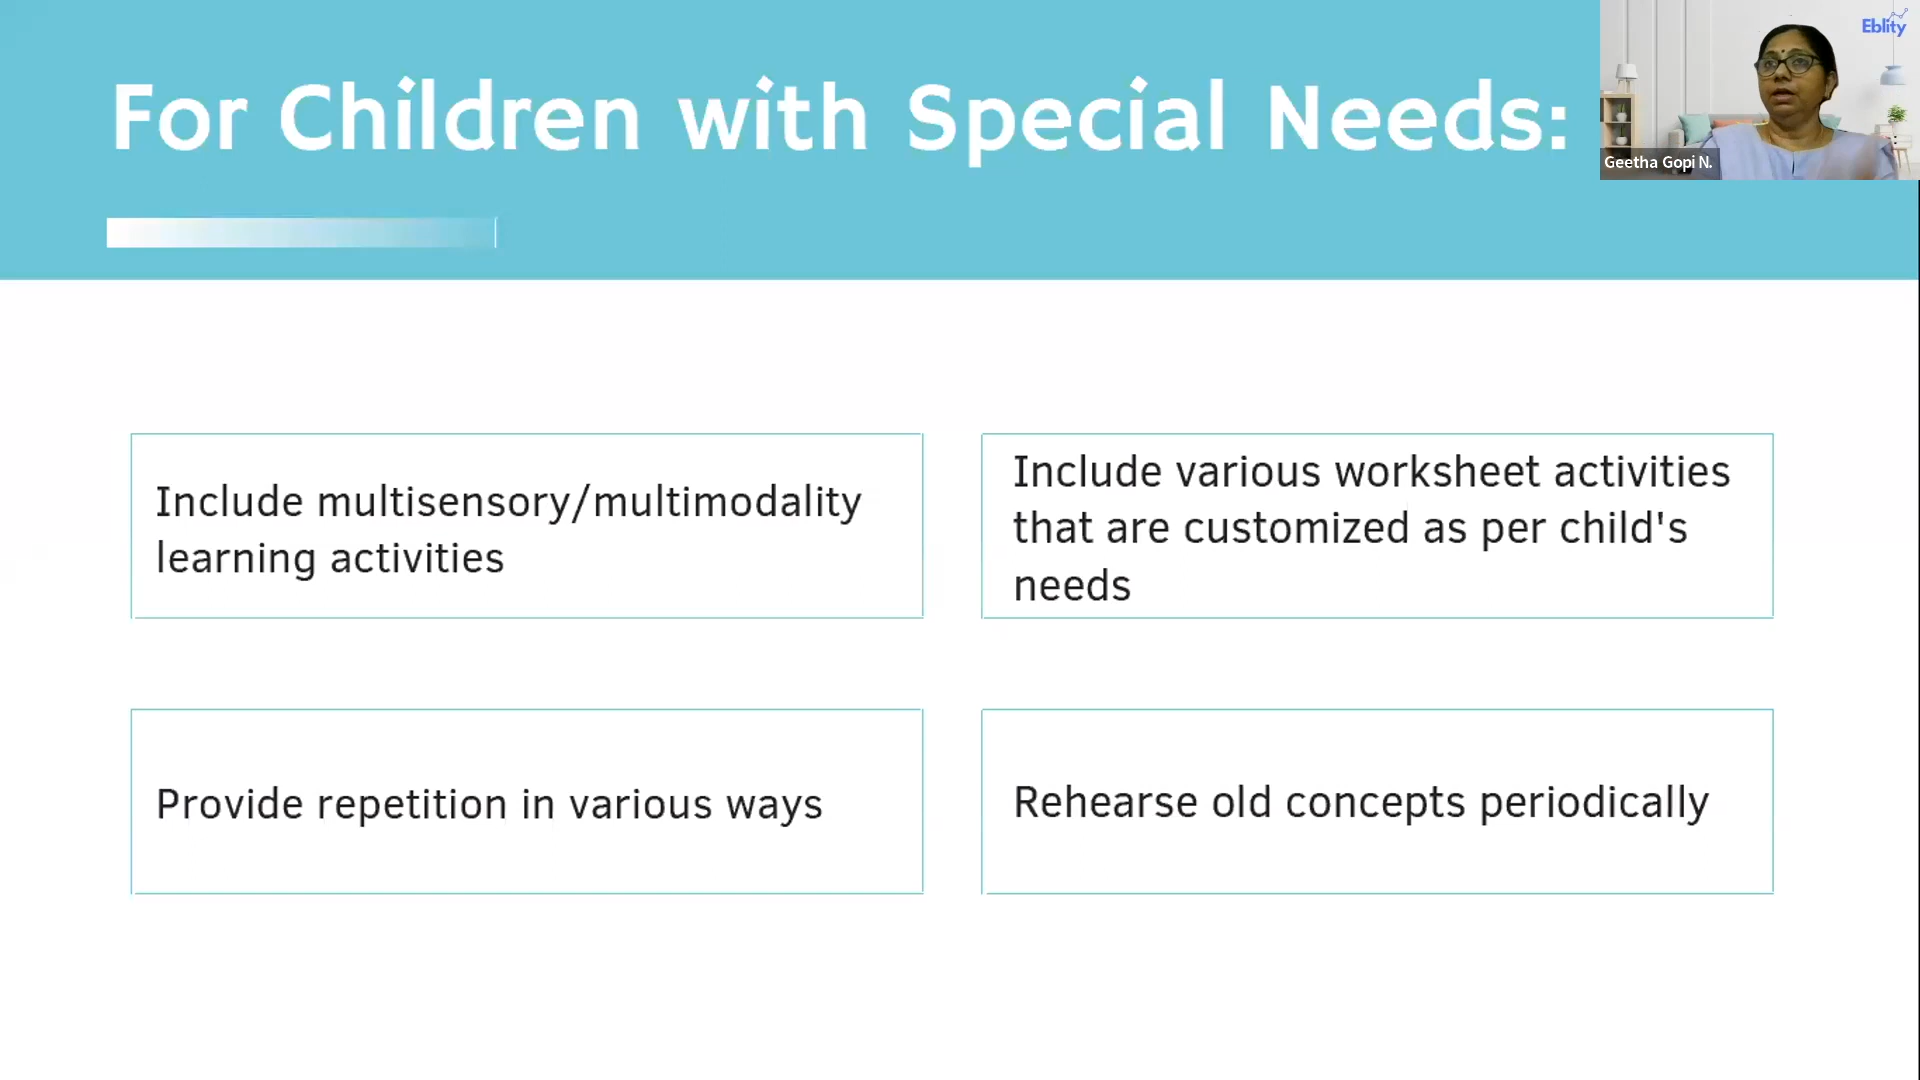 For Children with Special Needs:
Eblity
Geetha Gopi N.
Include multisensory/multimodality
learning activities
Include various worksheet activities
that are customized as per child's
needs
Provide repetition in various ways
Rehearse old concepts periodically